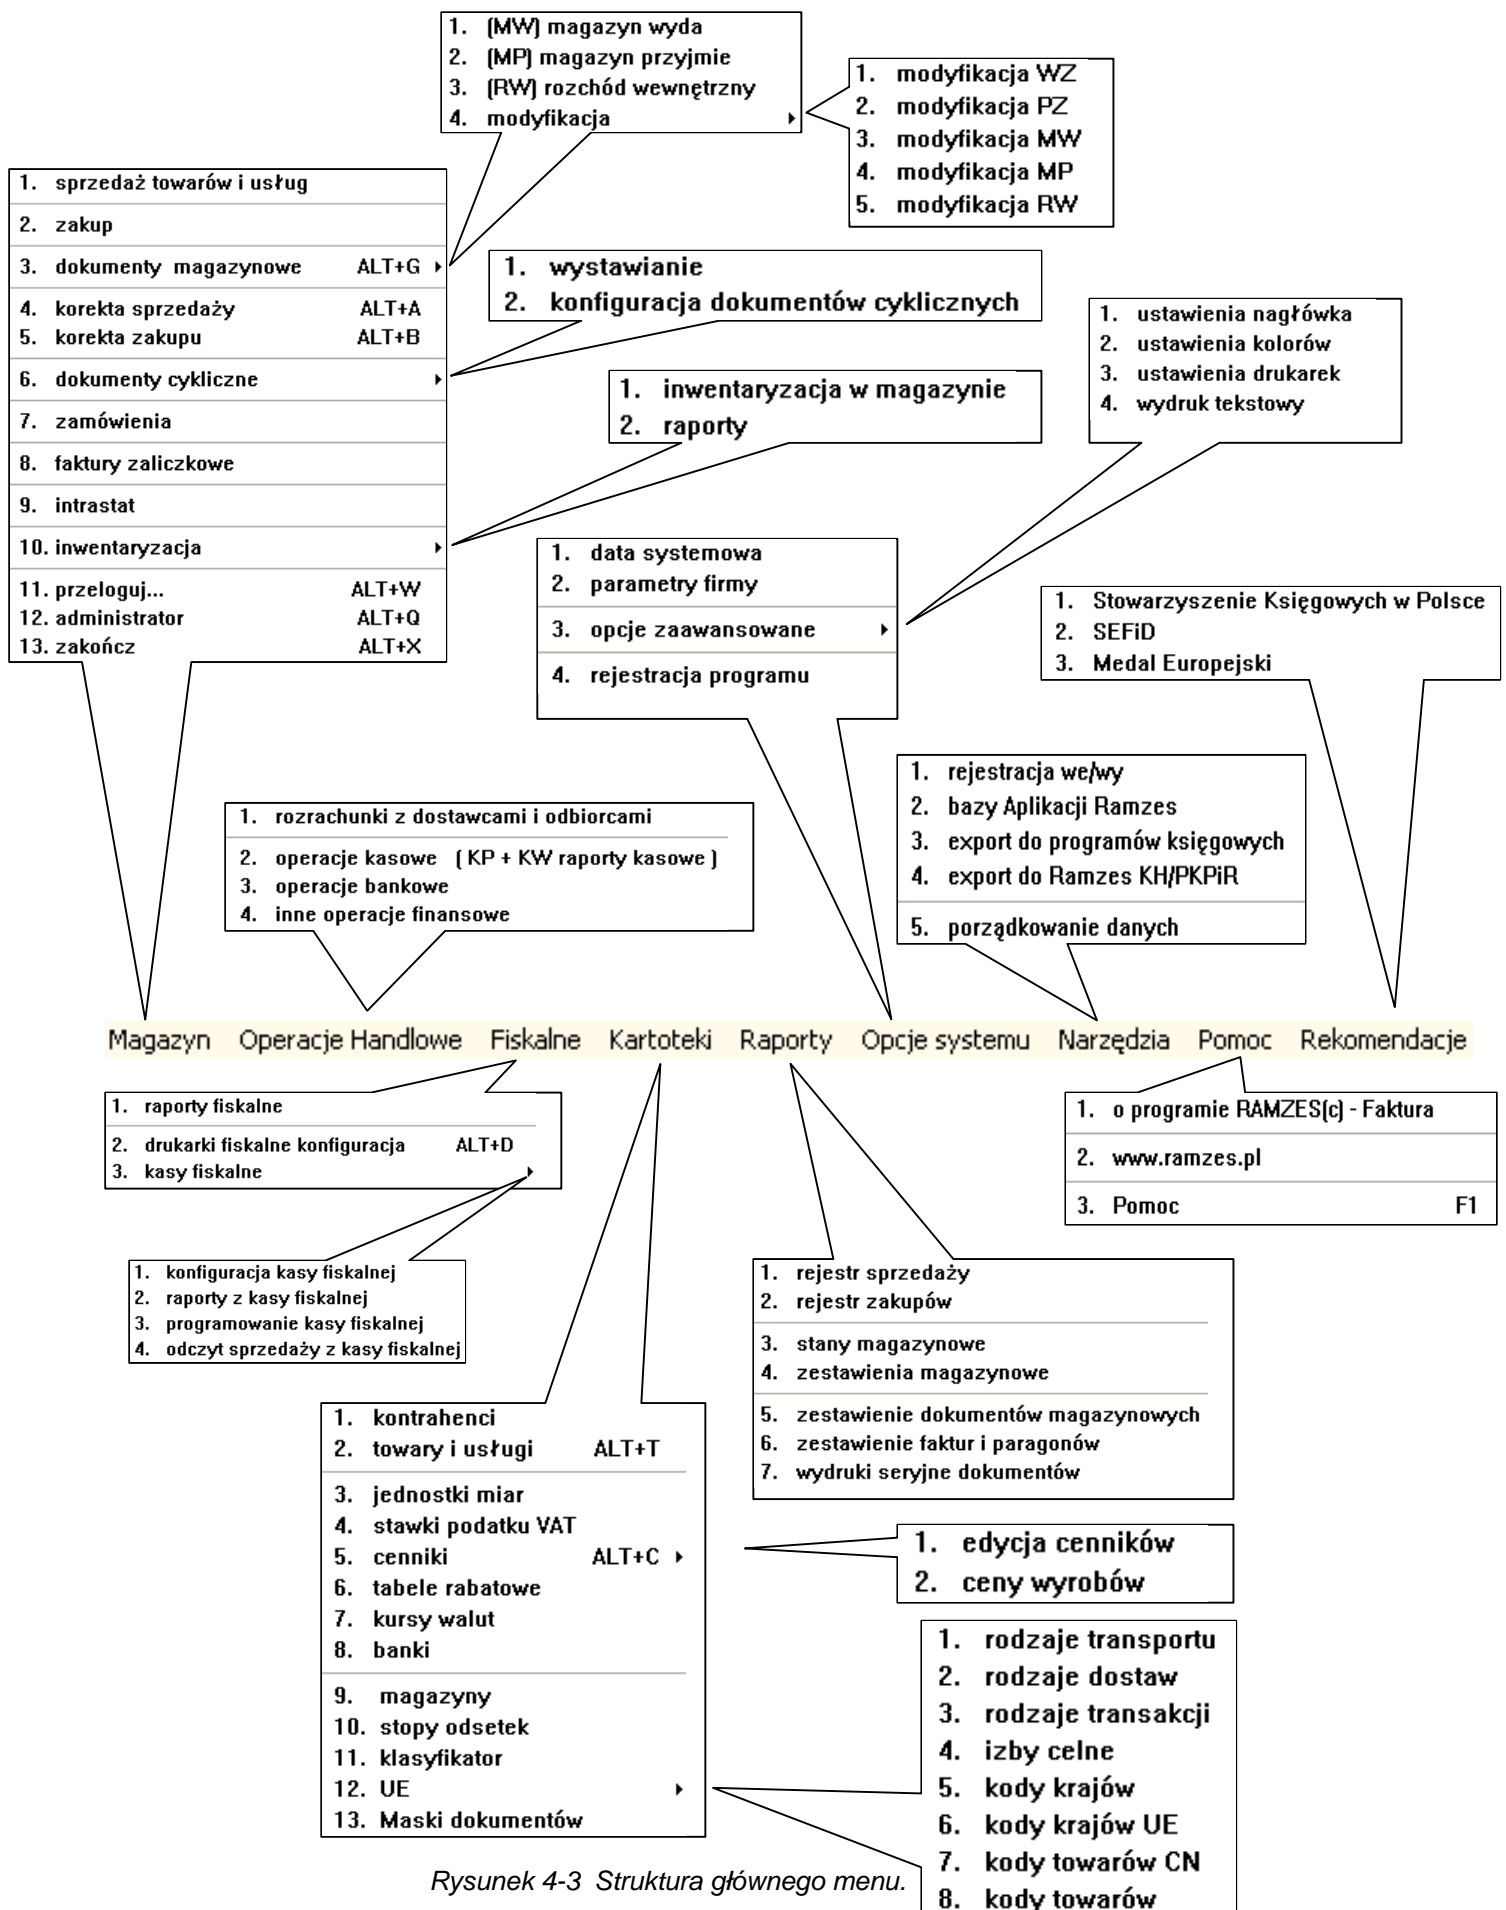 1. (MW) magazyn wyda
2. (MP) magazyn przyjmie
3. (RW) rozchód wewnętrzny
4. modyfikacja
1. modyfikacja WZ
2. modyfikacja PZ
3. modyfikacja MW
4. modyfikacja MP
5. modyfikacja RW
1. sprzedaż towarów i usług
2. zakup
3. dokumenty magazynowe ALT+G
4. korekta sprzedaży ALT+A
5. korekta zakupu ALT+B
6. dokumenty cykliczne
7. zamówienia
8. faktury zaliczkowe
9. intrastat
10. inwentaryzacja
11. przeloguj... ALT+W
12. administrator ALT+Q
13. zakończ ALT+X
1. wystawianie
2. konfiguracja dokumentów cyklicznych
1. ustawienia nagłówka
2. ustawienia kolorów
3. ustawienia drukarek
4. wydruk tekstowy
1. inwentaryzacja w magazynie
2. raporty
1. data systemowa
2. parametry firmy
3. opcje zaawansowane
4. rejestracja programu
1. Stowarzyszenie Księgowych w Polsce
2. SEFiD
3. Medal Europejski
1. rejestracja we/wy
2. bazy Aplikacji Ramzes
3. export do programów księgowych
4. export do Ramzes KH/PKPiR
5. porządkowanie danych
1. rozrachunki z dostawcami i odbiorcami
2. operacje kasowe ( KP + KW raporty kasowe )
3. operacje bankowe
4. inne operacje finansowe
Magazyn Operacje Handlowe Fiskalne Kartoteki Raporty Opcje systemu Narzędzia Pomoc Rekomendacje
1. raporty fiskalne
2. drukarki fiskalne konfiguracja ALT+D
3. kasy fiskalne
1. o programie RAMZES(c) - Faktura
2. www.ramzes.pl
3. Pomoc F1
1. konfiguracja kasy fiskalnej
2. raporty z kasy fiskalnej
3. programowanie kasy fiskalnej
4. odczyt sprzedaży z kasy fiskalnej
1. rejestr sprzedaży
2. rejestr zakupów
3. stany magazynowe
4. zestawienia magazynowe
5. zestawienie dokumentów magazynowych
6. zestawienie faktur i paragonów
7. wydruki seryjne dokumentów
1. kontrahenci
2. towary i usługi ALT+T
3. jednostki miar
4. stawki podatku VAT
5. cenniki ALT+C
6. tabele rabatowe
7. kursy walut
8. banki
9. magazyny
10. stopy odsetek
11. klasyfikator
12. UE
13. Maski dokumentów
1. edycja cenników
2. ceny wyrobów
1. rodzaje transportu
2. rodzaje dostaw
3. rodzaje transakcji
4. izby celne
5. kody krajów
6. kody krajów UE
7. kody towarów CN
8. kody towarów
Rysunek 4-3 Struktura głównego menu.